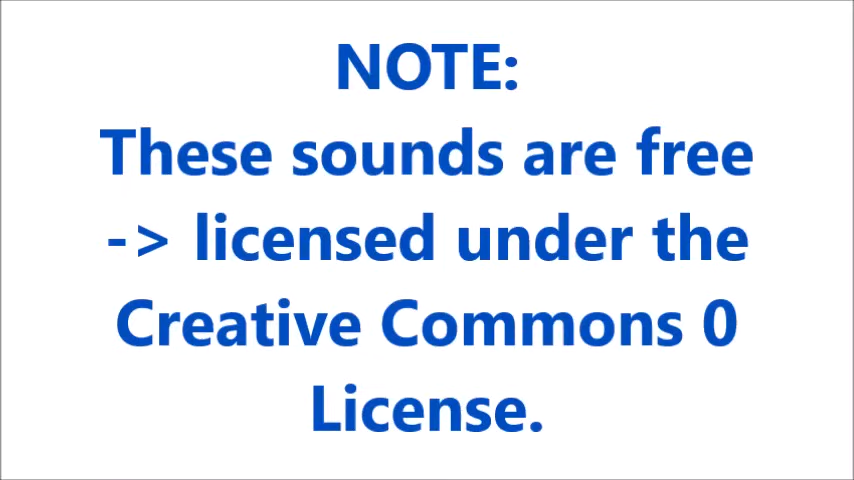 NOTE:
These sounds are free
-> licensed under the
Creative Commons 0
License.